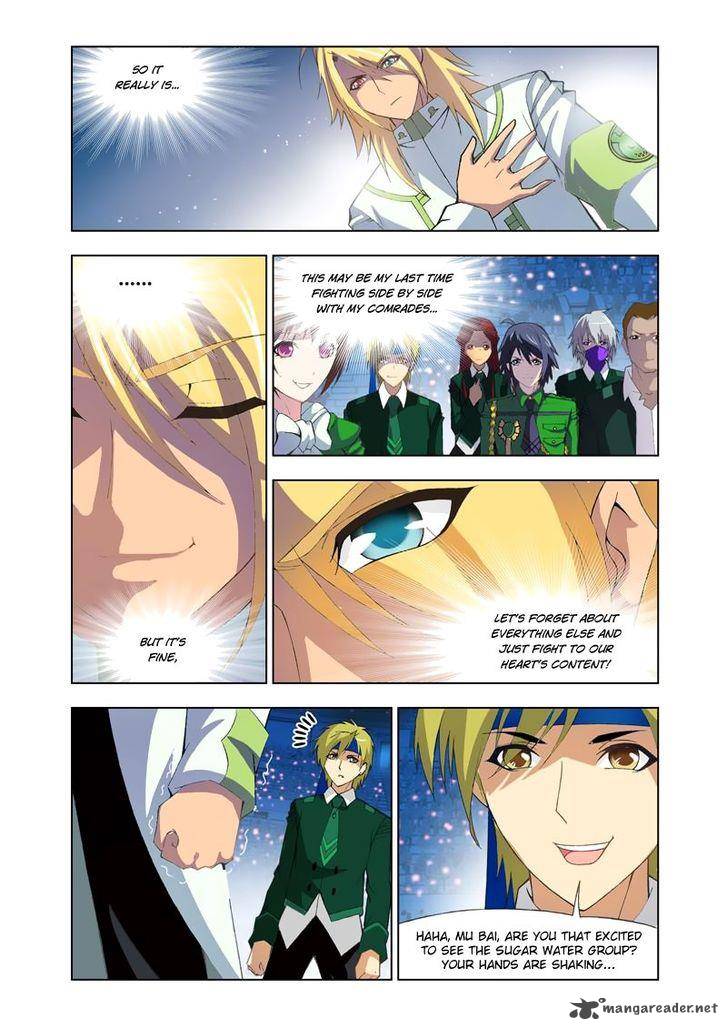 SO IT
REALLY IS...
......
THIS MAY BE MY LAST TIME
FIGHTING SIDE BY SIDE
WITH MY COMRADES...
BUT IT'S
FINE,
LET'S FORGET ABOUT
EVERYTHING ELSE AND
JUST FIGHT TO OUR
HEART'S CONTENT!
HAHA, MU BAI, ARE YOU THAT EXCITED
TO SEE THE SUGAR WATER GROUP?
YOUR HANDS ARE SHAKING...
mangareader.net